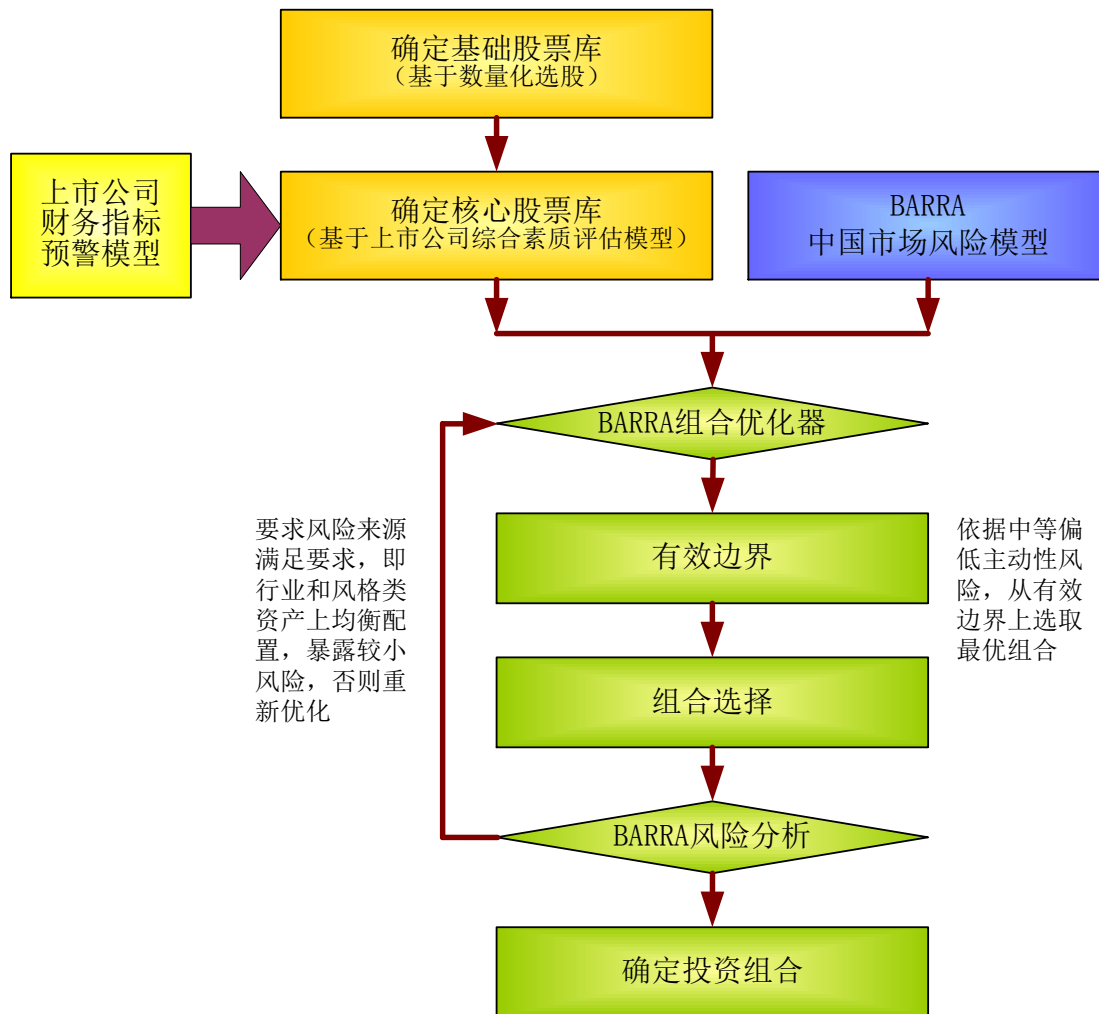 确定基础股票库
（基于数量化选股）
上市公司
财务指标
预警模型
确定核心股票库
（基于上市公司综合素质评估模型）
BARRA
中国市场风险模型
BARRA组合优化器
要求风险来源
满足要求，即
行业和风格类
资产上均衡配
置，暴露较小
风险，否则重
新优化
有效边界
依据中等偏
低主动性风
险，从有效
边界上选取
最优组合
组合选择
BARRA风险分析
确定投资组合